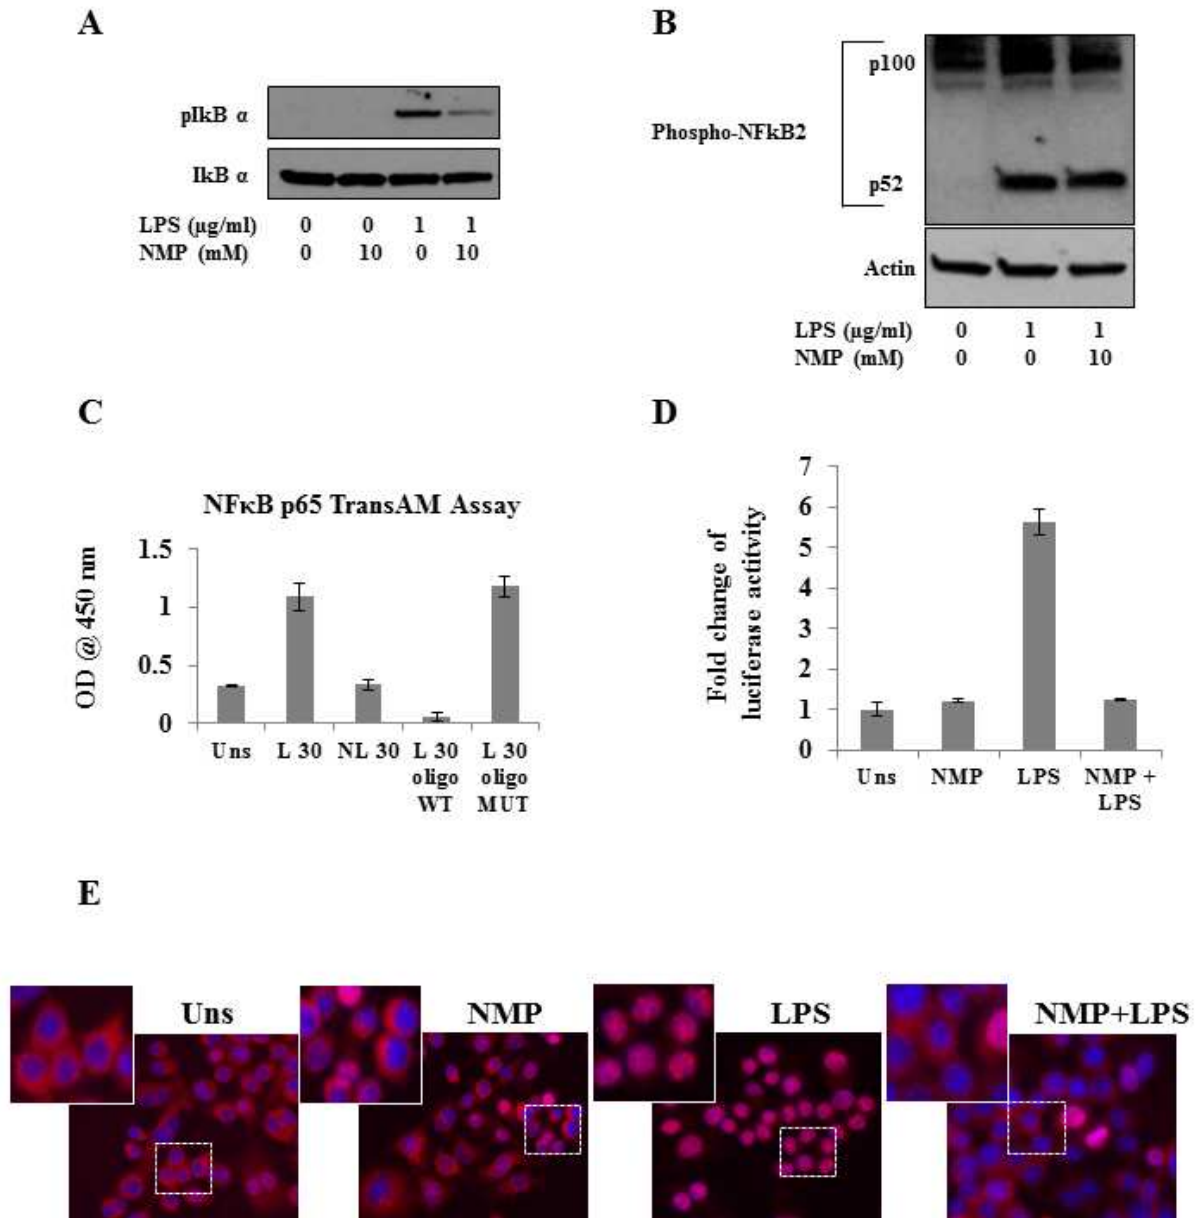 A
pIkB α
IkB α
LPS (µg/ml) 0 0 1 1
NMP (mM) 0 10 0 10
B
Phospho-NFkB2
p100
p52
Actin
LPS (µg/ml) 0 1 1
NMP (mM) 0 0 10
C
NFκB p65 TransAM Assay
OD @ 450 nm
1.5
1
0.5
0
Uns L 30 NL 30 L 30 L 30
oligo oligo
WT MUT
D
Fold change of
luciferase actitvity
7
6
5
4
3
2
1
0
Uns NMP LPS NMP +
LPS
E
Uns NMP LPS NMP+LPS